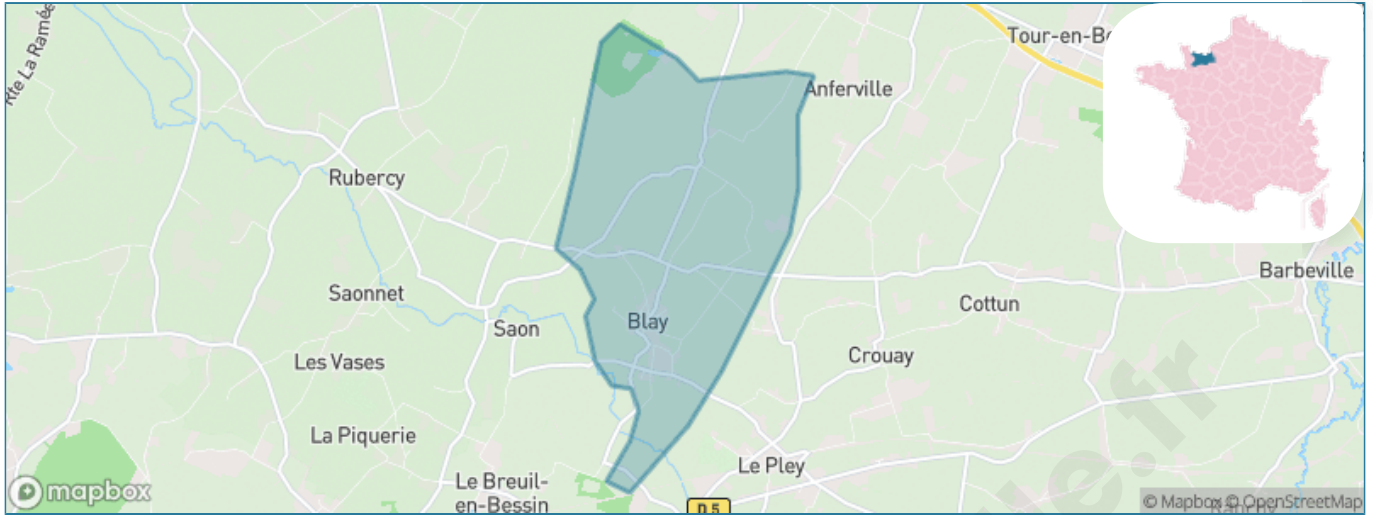 Rte La Ramée
Tour-en-Be
Anferville
Rubercy
Barbeville
Saonnet
Cottun
Saon
Blay
Les Vases
Crouay
La Piquerie
Le Pley
Le Breuil-
en-Bessin
mapbox
D 5
© Mapbox © OpenStreetMap